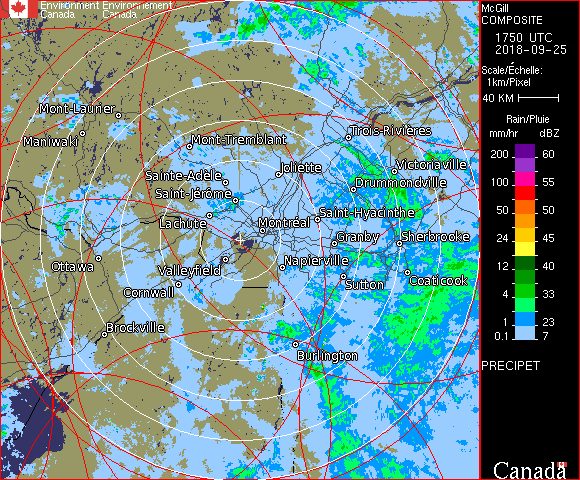 Environment Environnement
Canada Canada
McGill
COMPOSITE
1750 UTC
2018-09-25
Scale/Échelle:
1km/Pixel
40 KM
Rain/Pluie
mm/hr dBZ
200 60
100 55
50 50
24 45
12 40
4 33
1 23
0.1 7
PRECIPET
Canada
Mont-Laurier
Maniwaki
Mont-Tremblant
Trois-Rivières
Joliette
Victoriaville
Sainte-Adèle
Drummondville
Saint-Jérôme
Lachute
Saint-Hyacinthe
Montréal
Granby
Sherbrooke
Ottawa
Valleyfield
Napierville
Sutton
Coaticook
Cornwall
Brockville
Burlington